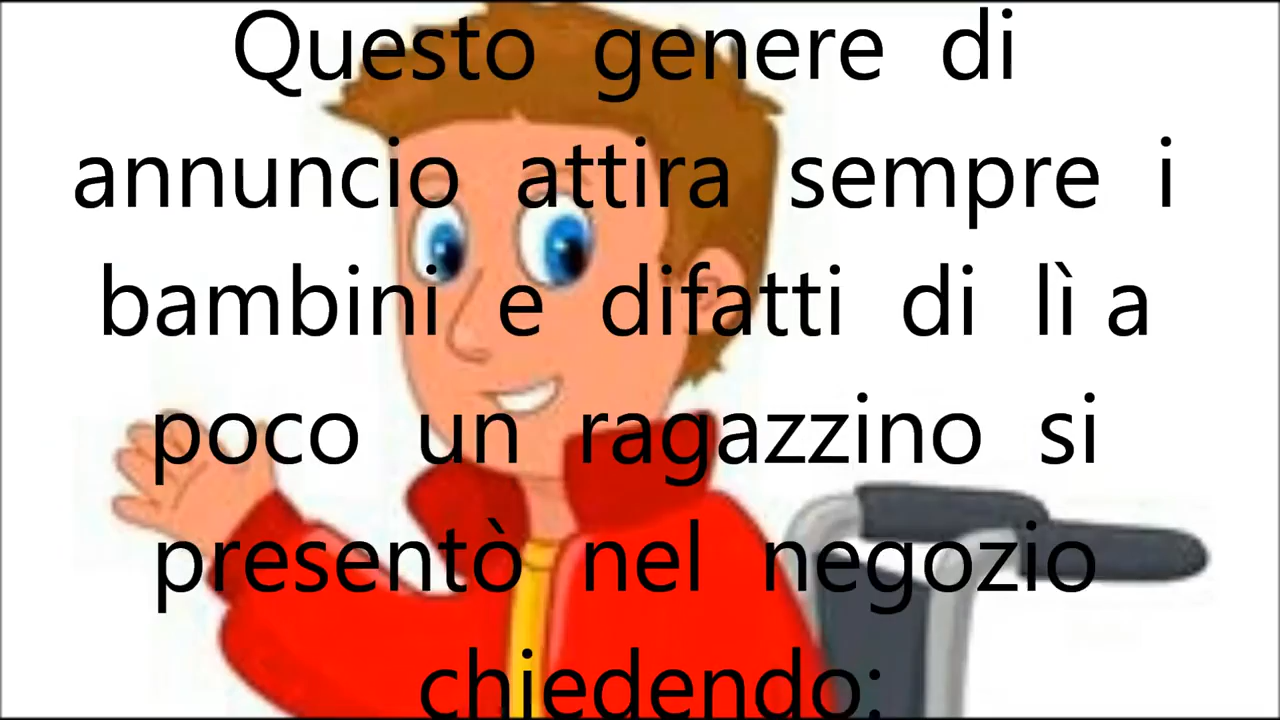 Questo genere di
annuncio attira sempre i
bambini e difatti di lì a
poco un ragazzino si
presentò nel negozio
chiedendo: